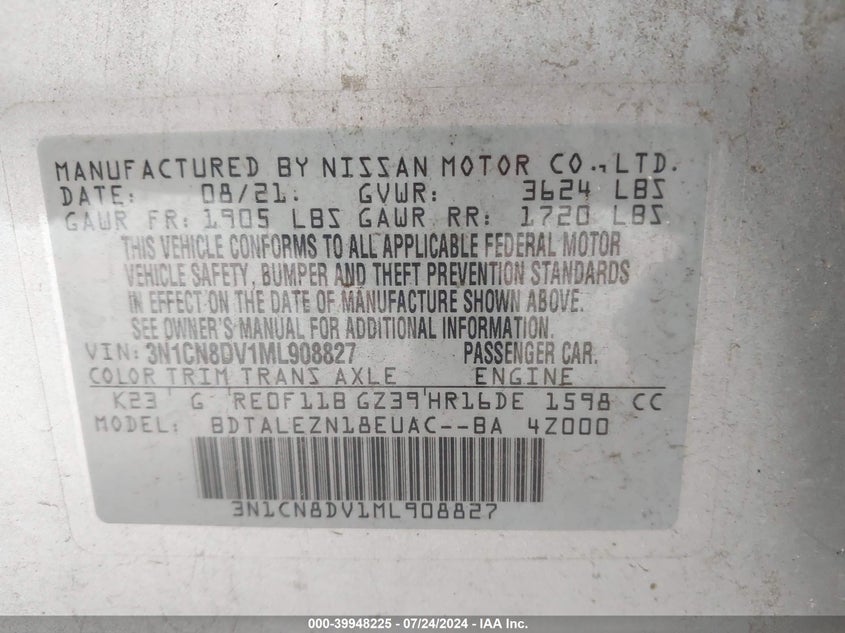 MANUFACTURED BY NISSAN MOTOR CO., LTD.
DATE: 08/21. GVWR: 3624 LBS
GAWR FR: 1905 LBS GAWR RR: 1720 LBS
THIS VEHICLE CONFORMS TO ALL APPLICABLE FEDERAL MOTOR
VEHICLE SAFETY, BUMPER AND THEFT PREVENTION STANDARDS
IN EFFECT ON THE DATE OF MANUFACTURE SHOWN ABOVE.
SEE OWNER'S MANUAL FOR ADDITIONAL INFORMATION.
VIN: 3N1CN8DV1ML908827 PASSENGER CAR.
COLOR TRIM TRANS AXLE ENGINE
K23 G RE0F11B GZ39 HR16DE 1598 CC
MODEL: BDTALEZN18EUAC--BA 4Z000
3N1CN8DV1ML908827
000-39948225 - 07/24/2024 - IAA Inc.